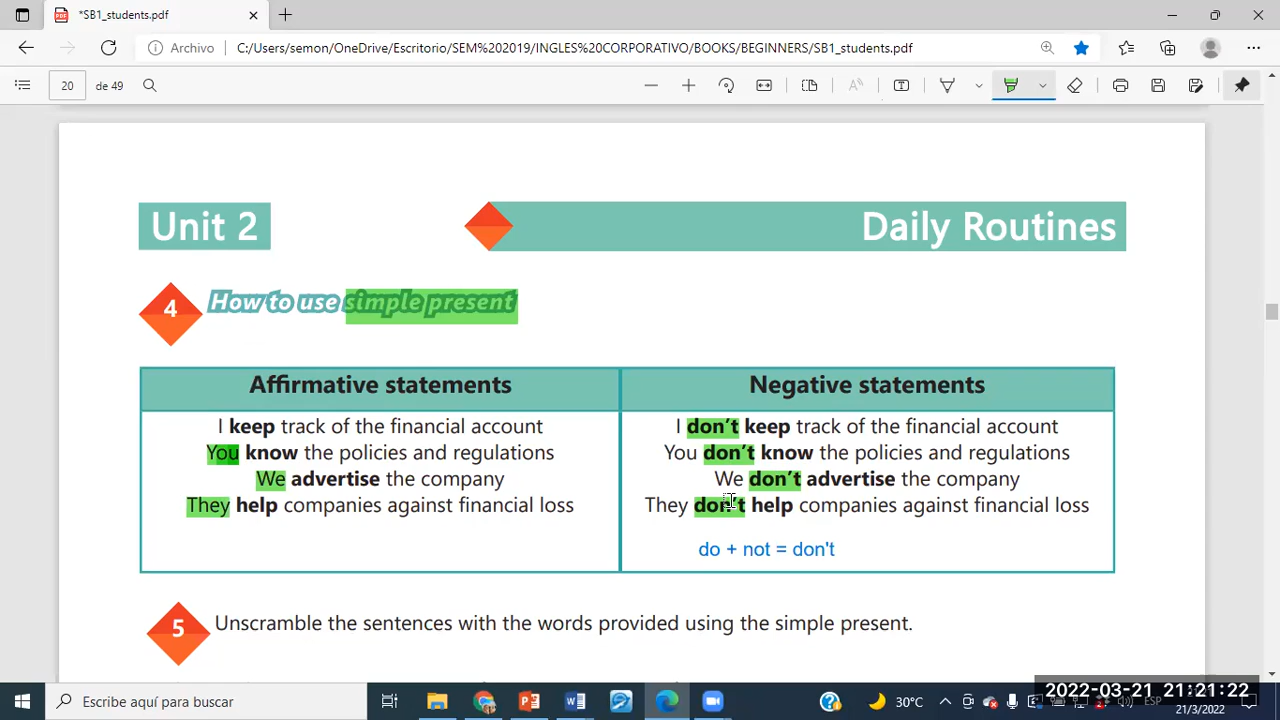 *SB1_students.pdf
Archivo
C:/Users/semon/OneDrive/Escritorio/SEM%202019/INGLES%20CORPORATIVO/BOOKS/BEGINNERS/SB1_students.pdf
20 de 49
Unit 2
Daily Routines
4 How to use simple present
Affirmative statements
I keep track of the financial account
You know the policies and regulations
We advertise the company
They help companies against financial loss
Negative statements
I don't keep track of the financial account
You don't know the policies and regulations
We don't advertise the company
They don't help companies against financial loss
do + not = don't
5 Unscramble the sentences with the words provided using the simple present.
Escribe aquí para buscar
30°C
2022-03-21 21:21:22
ESP
21/3/2022